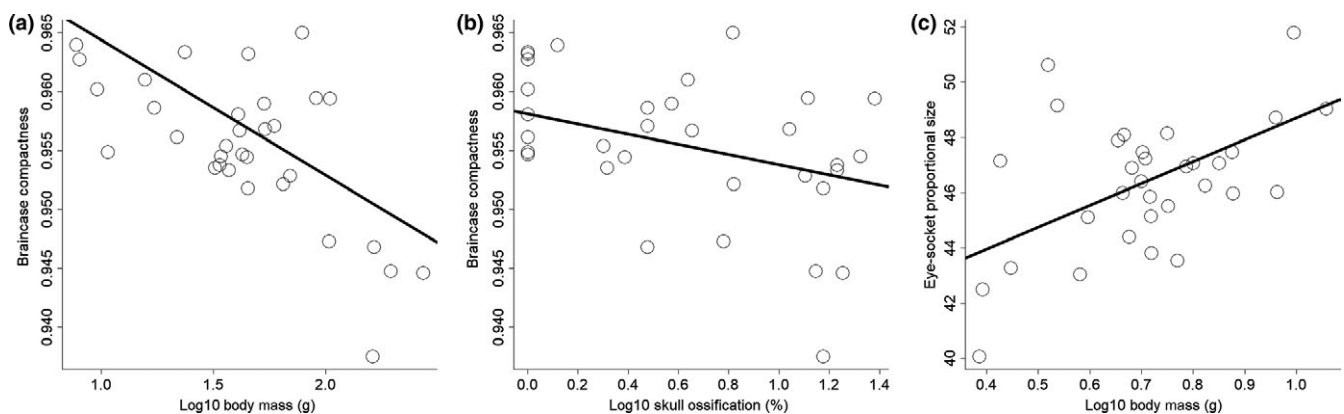 (a)
0.965
0.960
0.955
0.950
0.945
0.940
Braincase compactness
1.0 1.5 2.0
Log10 body mass (g)
(b)
0.965
0.960
0.955
0.950
0.945
0.940
Braincase compactness
0.0 0.2 0.4 0.6 0.8 1.0 1.2 1.4
Log10 skull ossification (%)
(c)
52
50
48
46
44
42
40
Eye-socket proportional size
0.4 0.5 0.6 0.7 0.8 0.9 1.0
Log10 body mass (g)